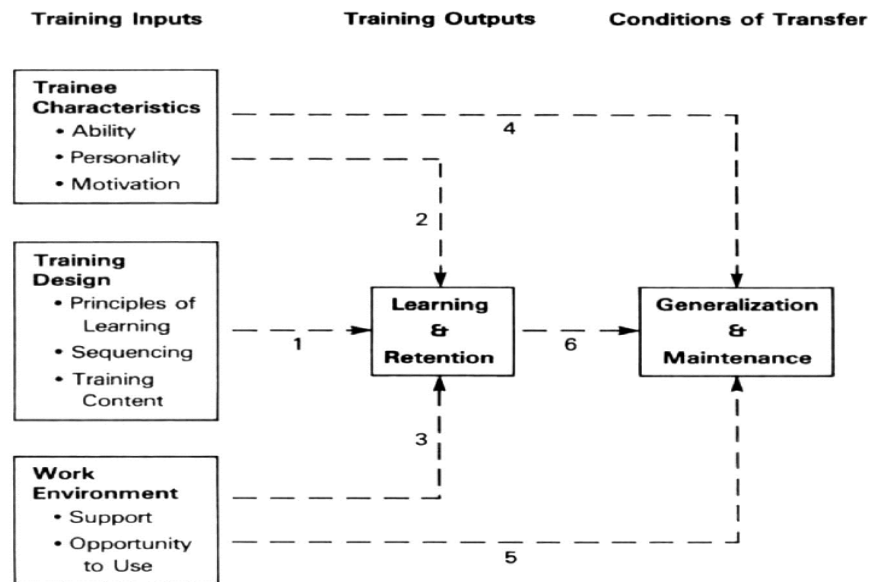 Training Inputs
Training Outputs
Conditions of Transfer
Trainee
Characteristics
• Ability
• Personality
• Motivation
4
2
Training
Design
• Principles of
Learning
• Sequencing
• Training
Content
1
Learning
&
Retention
6
Generalization
&
Maintenance
3
Work
Environment
• Support
• Opportunity
to Use
5